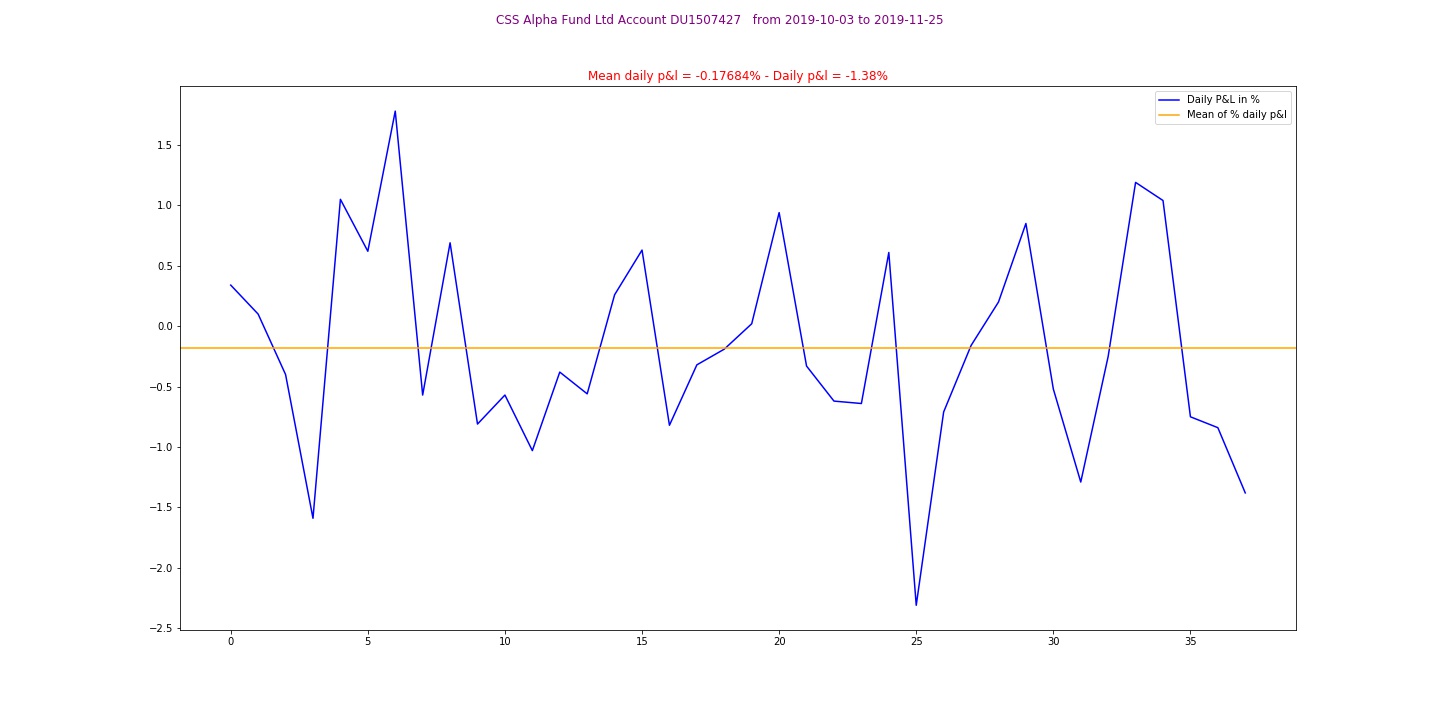 CSS Alpha Fund Ltd Account DU1507427   from 2019-10-03 to 2019-11-25
Mean daily p&l = -0.17684% - Daily p&l = -1.38%
Daily P&L in %
Mean of % daily p&l
1.5
1.0
0.5
0.0
−0.5
−1.0
−1.5
−2.0
−2.5
0 5 10 15 20 25 30 35